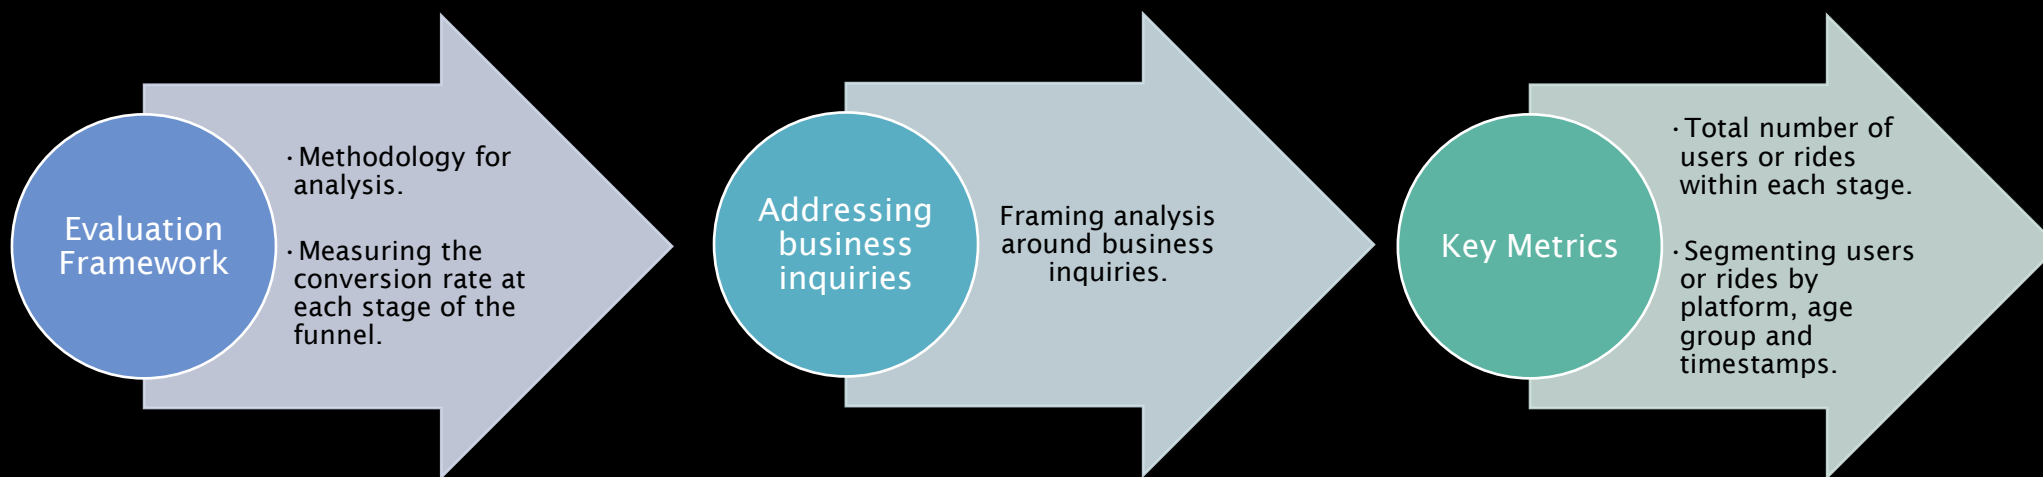 Evaluation
Framework
·Methodology for
analysis.
·Measuring the
conversion rate at
each stage of the
funnel.
Addressing
business
inquiries
Framing analysis
around business
inquiries.
Key Metrics
·Total number of
users or rides
within each stage.
·Segmenting users
or rides by
platform, age
group and
timestamps.